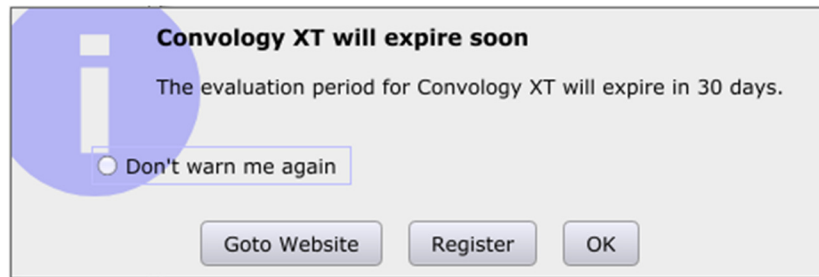 Convology XT will expire soon
The evaluation period for Convology XT will expire in 30 days.
Don't warn me again
Goto Website Register OK